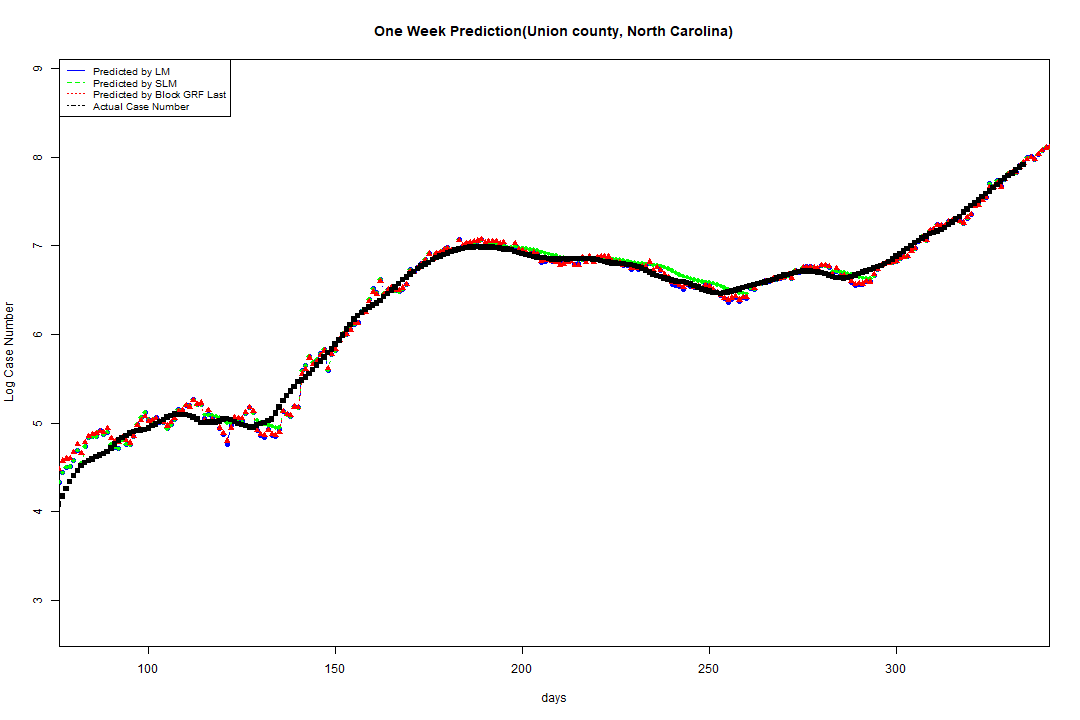 One Week Prediction(Union county, North Carolina)
Predicted by LM
Predicted by SLM
Predicted by Block GRF Last
Actual Case Number
9
8
7
6
5
4
3
Log Case Number
100 150 200 250 300
days